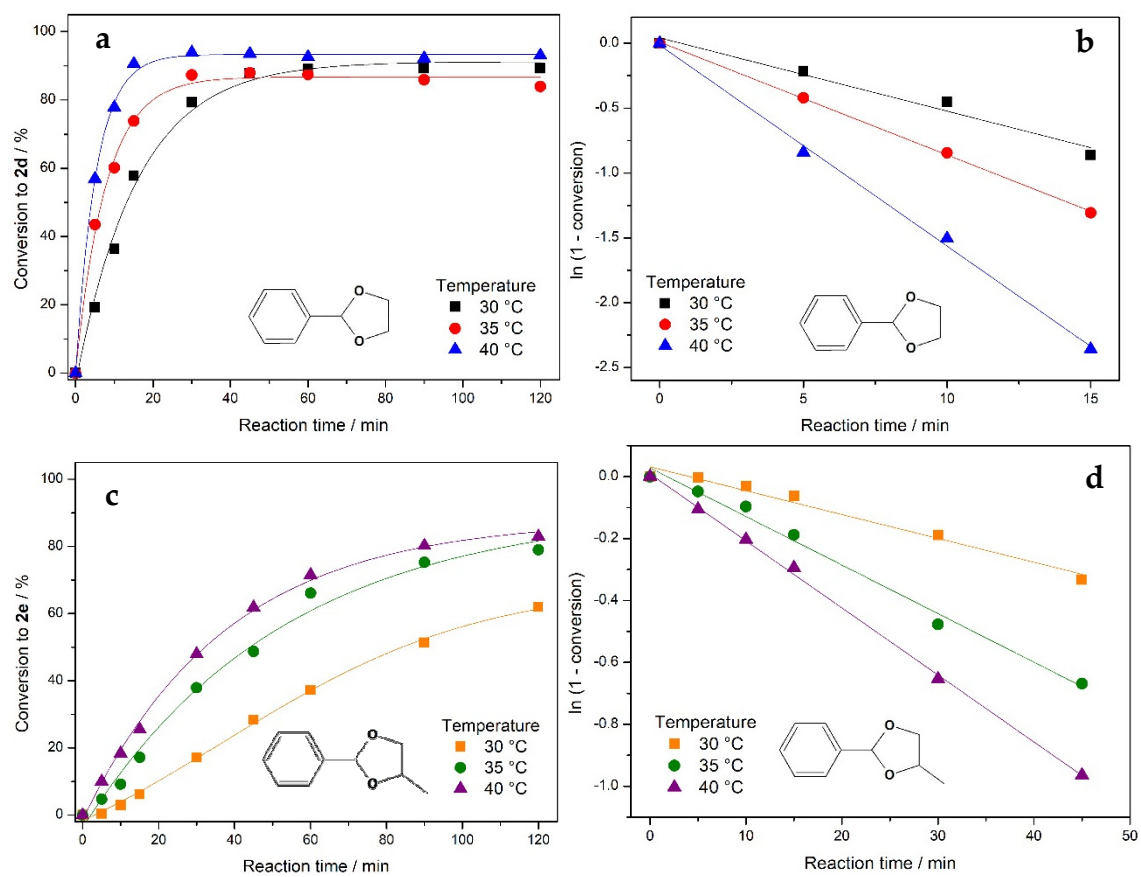 a
100
80
60
40
20
0
Conversion to 2d / %
0 20 40 60 80 100 120
Reaction time / min
Temperature
30 °C
35 °C
40 °C
O
O
b
0.0
-0.5
-1.0
-1.5
-2.0
-2.5
ln (1 - conversion)
0 5 10 15
Reaction time / min
Temperature
30 °C
35 °C
40 °C
O
O
c
100
80
60
40
20
0
Conversion to 2e / %
0 20 40 60 80 100 120
Reaction time / min
Temperature
30 °C
35 °C
40 °C
O
O
d
0.0
-0.2
-0.4
-0.6
-0.8
-1.0
ln (1 - conversion)
0 10 20 30 40 50
Reaction time / min
Temperature
30 °C
35 °C
40 °C
O
O